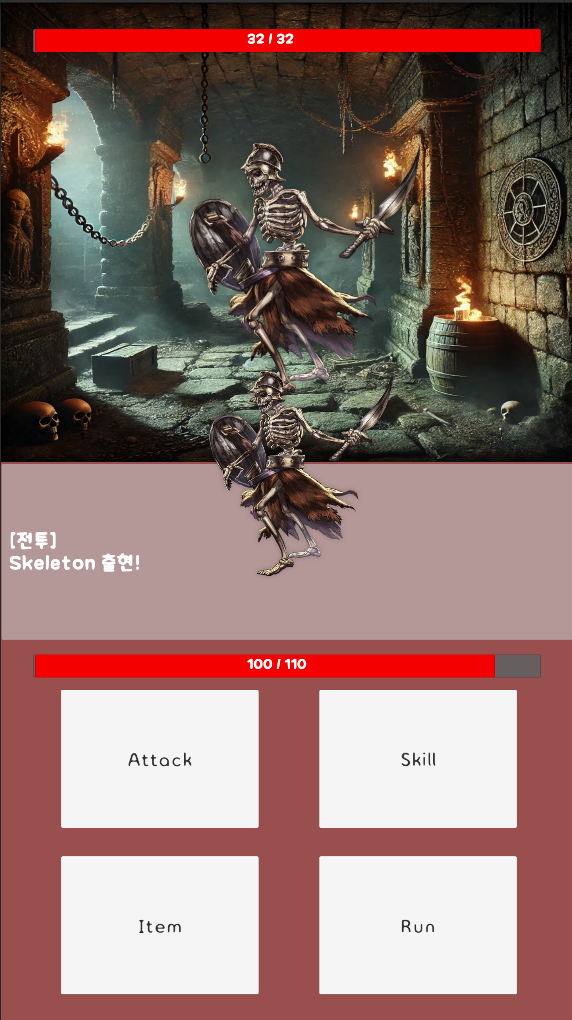 32 / 32
[전투]
Skeleton 출현!
100 / 110
Attack
Skill
Item
Run